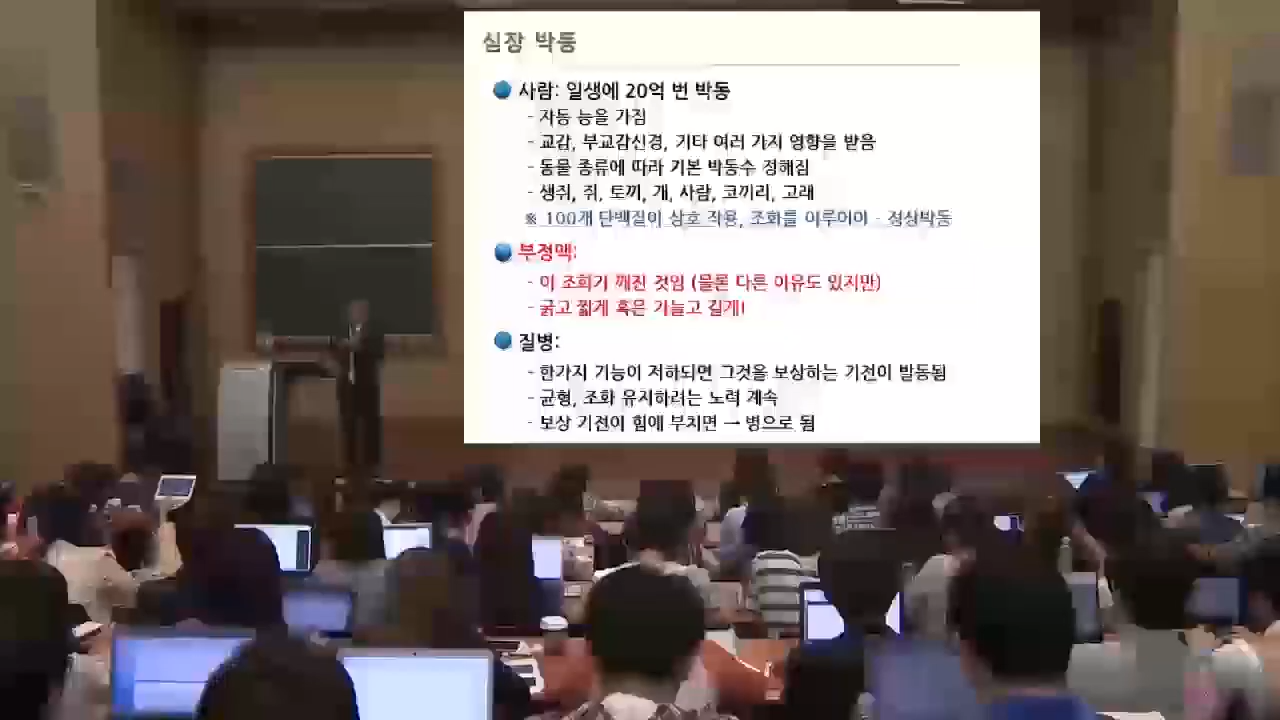 심장 박동
사람: 일생에 20억 번 박동
- 자동 능을 가짐
- 교감, 부교감신경, 기타 여러 가지 영향을 받음
- 동물 종류에 따라 기본 박동수 정해짐
- 생쥐, 쥐, 토끼, 개, 사람, 코끼리, 고래
※ 100개 단백질이 상호 작용, 조화를 이루어야 - 정상박동
부정맥:
- 이 조화가 깨진 것임 (물론 다른 이유도 있지만)
- 굵고 짧게 혹은 가늘고 길게!
질병:
- 한가지 기능이 저하되면 그것을 보상하는 기전이 발동됨
- 균형, 조화 유지하려는 노력 계속
- 보상 기전이 힘에 부치면 → 병으로 됨